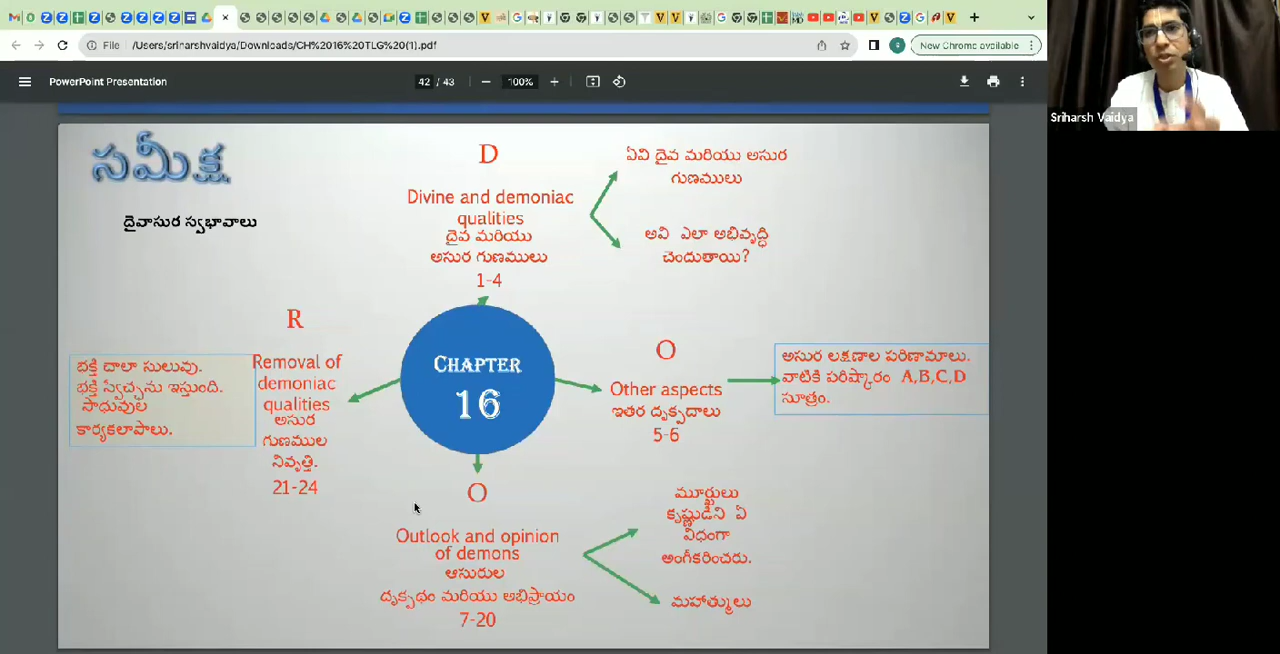 File
/Users/sriharshvaidya/Downloads/CH%2016%20TLG%20(1).pdf
New Chrome available
PowerPoint Presentation
42 / 43
100%
Sriharsh Vaidya
సమీక్ష
దైవాసుర స్వభావాలు
D
Divine and demoniac
qualities
దైవ మరియు
అసుర గుణములు
1-4
ఏవి దైవ మరియు అసుర
గుణములు
అవి ఎలా అభివృద్ధి
చెందుతాయి?
CHAPTER
16
O
Other aspects
ఇతర దృక్పదాలు
5-6
అసుర లక్షణాల పరిణామాలు.
వాటికి పరిష్కారం A,B,C,D
సూత్రం.
R
Removal of
demoniac
qualities
అసుర
గుణముల
నివృత్తి.
21-24
భక్తి చాలా సులువు.
భక్తి స్వేచ్ఛను ఇస్తుంది.
సాధువుల
కార్యకలాపాలు.
O
Outlook and opinion
of demons
ఆసురుల
దృక్పథం మరియు అభిప్రాయం
7-20
మూర్ఖులు
కృష్ణుడిని ఏ
విధంగా
అంగీకరించరు.
మహాత్ములు